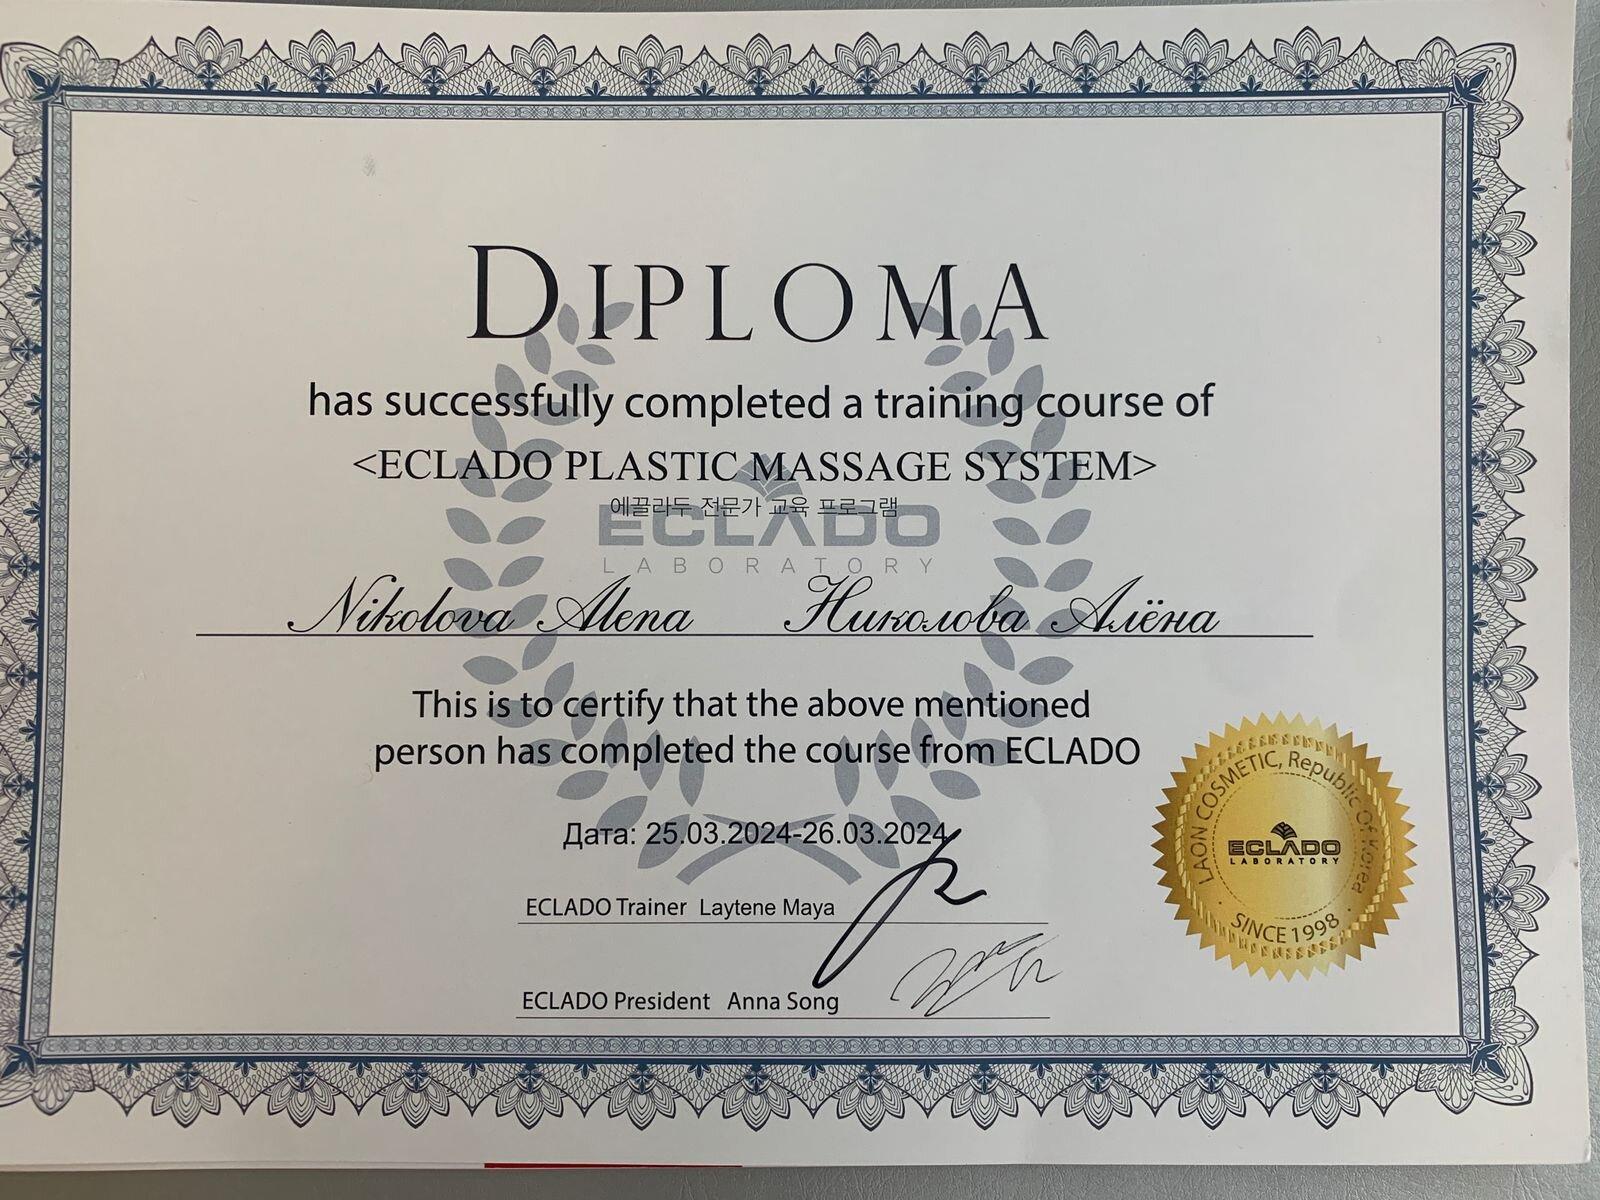 DIPLOMA
has successfully completed a training course of
<ECLADO PLASTIC MASSAGE SYSTEM>
에끌라두 전문가 교육 프로그램
ECLADO
LABORATORY
Nikolova Alena Николова Алёна
This is to certify that the above mentioned
person has completed the course from ECLADO
Дата: 25.03.2024-26.03.2024
ECLADO Trainer Laytene Maya
ECLADO President Anna Song
LAON COSMETIC, Republic Of Korea
ECLADO
LABORATORY
· SINCE 1998 ·